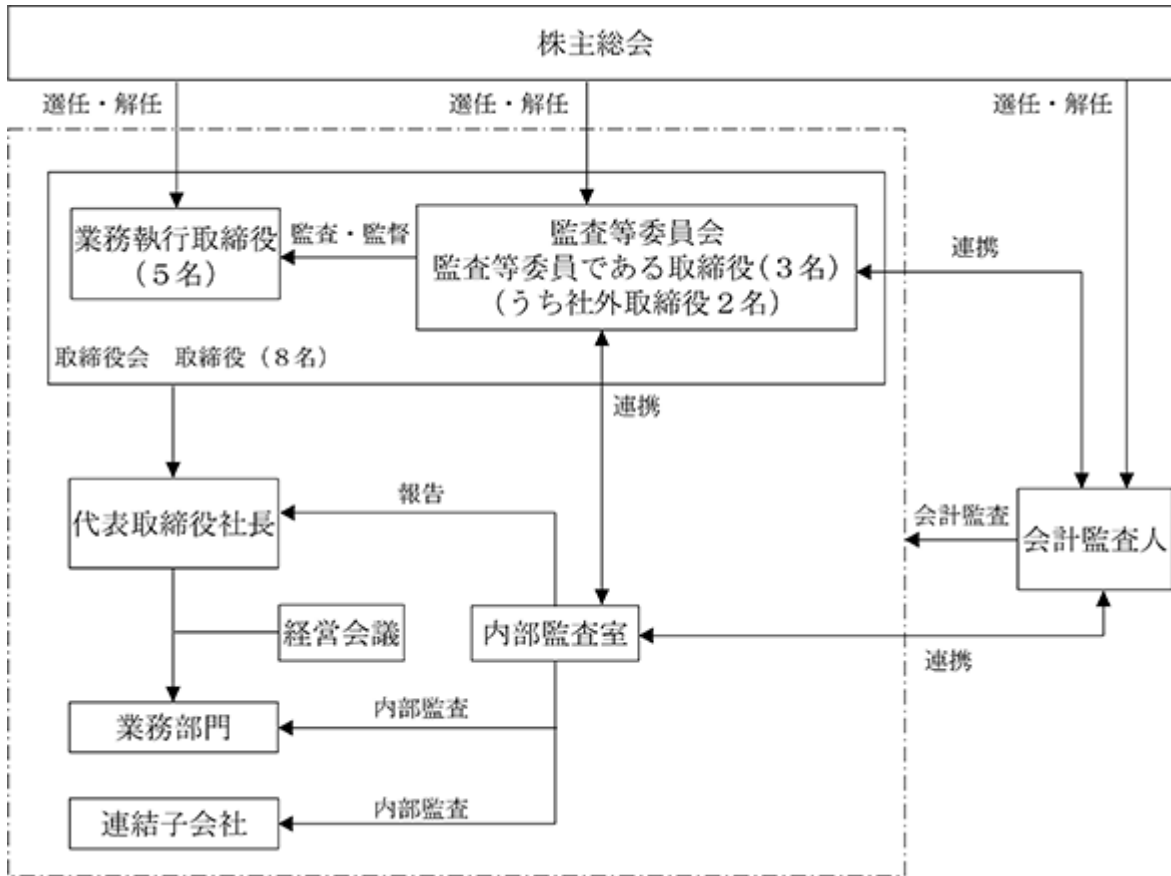 株主総会
選任・解任
選任・解任
選任・解任
業務執行取締役
(5名)
監査・監督
監査等委員会
監査等委員である取締役(3名)
(うち社外取締役2名)
連携
取締役会 取締役(8名)
連携
代表取締役社長
報告
会計監査
会計監査人
経営会議
内部監査室
連携
業務部門
内部監査
連結子会社
内部監査